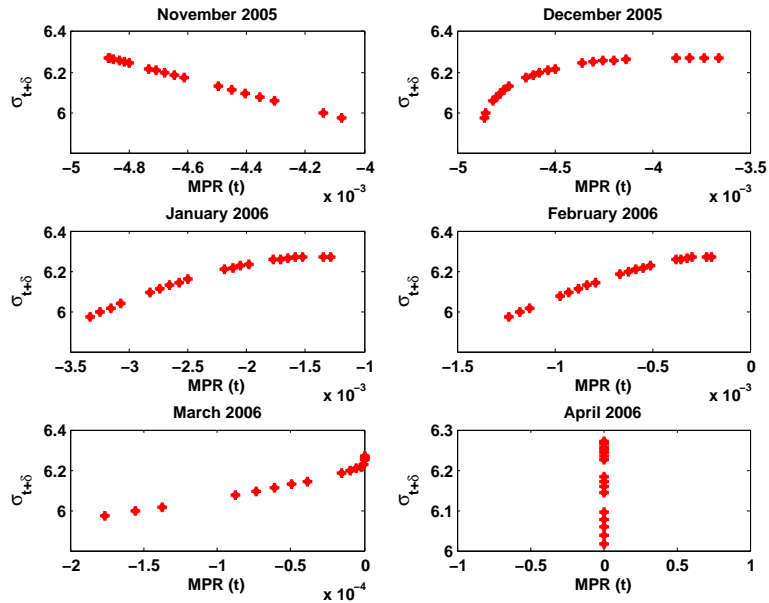 November 2005
6.4
6.2
6
σt+δ
−5 −4.8 −4.6 −4.4 −4.2 −4
MPR (t)
x 10−3
December 2005
6.4
6.2
6
σt+δ
−5 −4.5 −4 −3.5
MPR (t)
x 10−3
January 2006
6.4
6.2
6
σt+δ
−3.5 −3 −2.5 −2 −1.5 −1
MPR (t)
x 10−3
February 2006
6.4
6.2
6
σt+δ
−1.5 −1 −0.5 0
MPR (t)
x 10−3
March 2006
6.4
6.2
6
σt+δ
−2 −1.5 −1 −0.5 0
MPR (t)
x 10−4
April 2006
6.3
6.2
6.1
6
σt+δ
−1 −0.5 0 0.5 1
MPR (t)